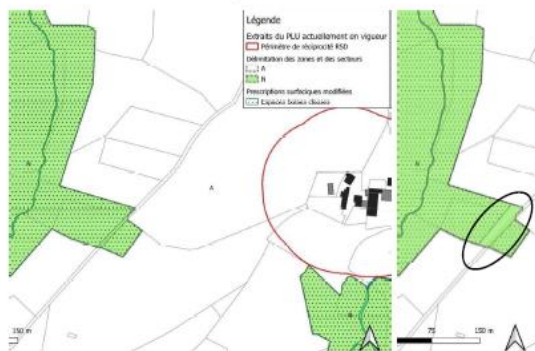 Légende
Extraits du PLU actuellement en vigueur
Périmètre de réciprocité RSD
Délimitation des zones et des secteurs
A
N
Prescriptions surfaciques modifiées
Espaces boisés classés
N
A
N
N
150 m
75 150 m